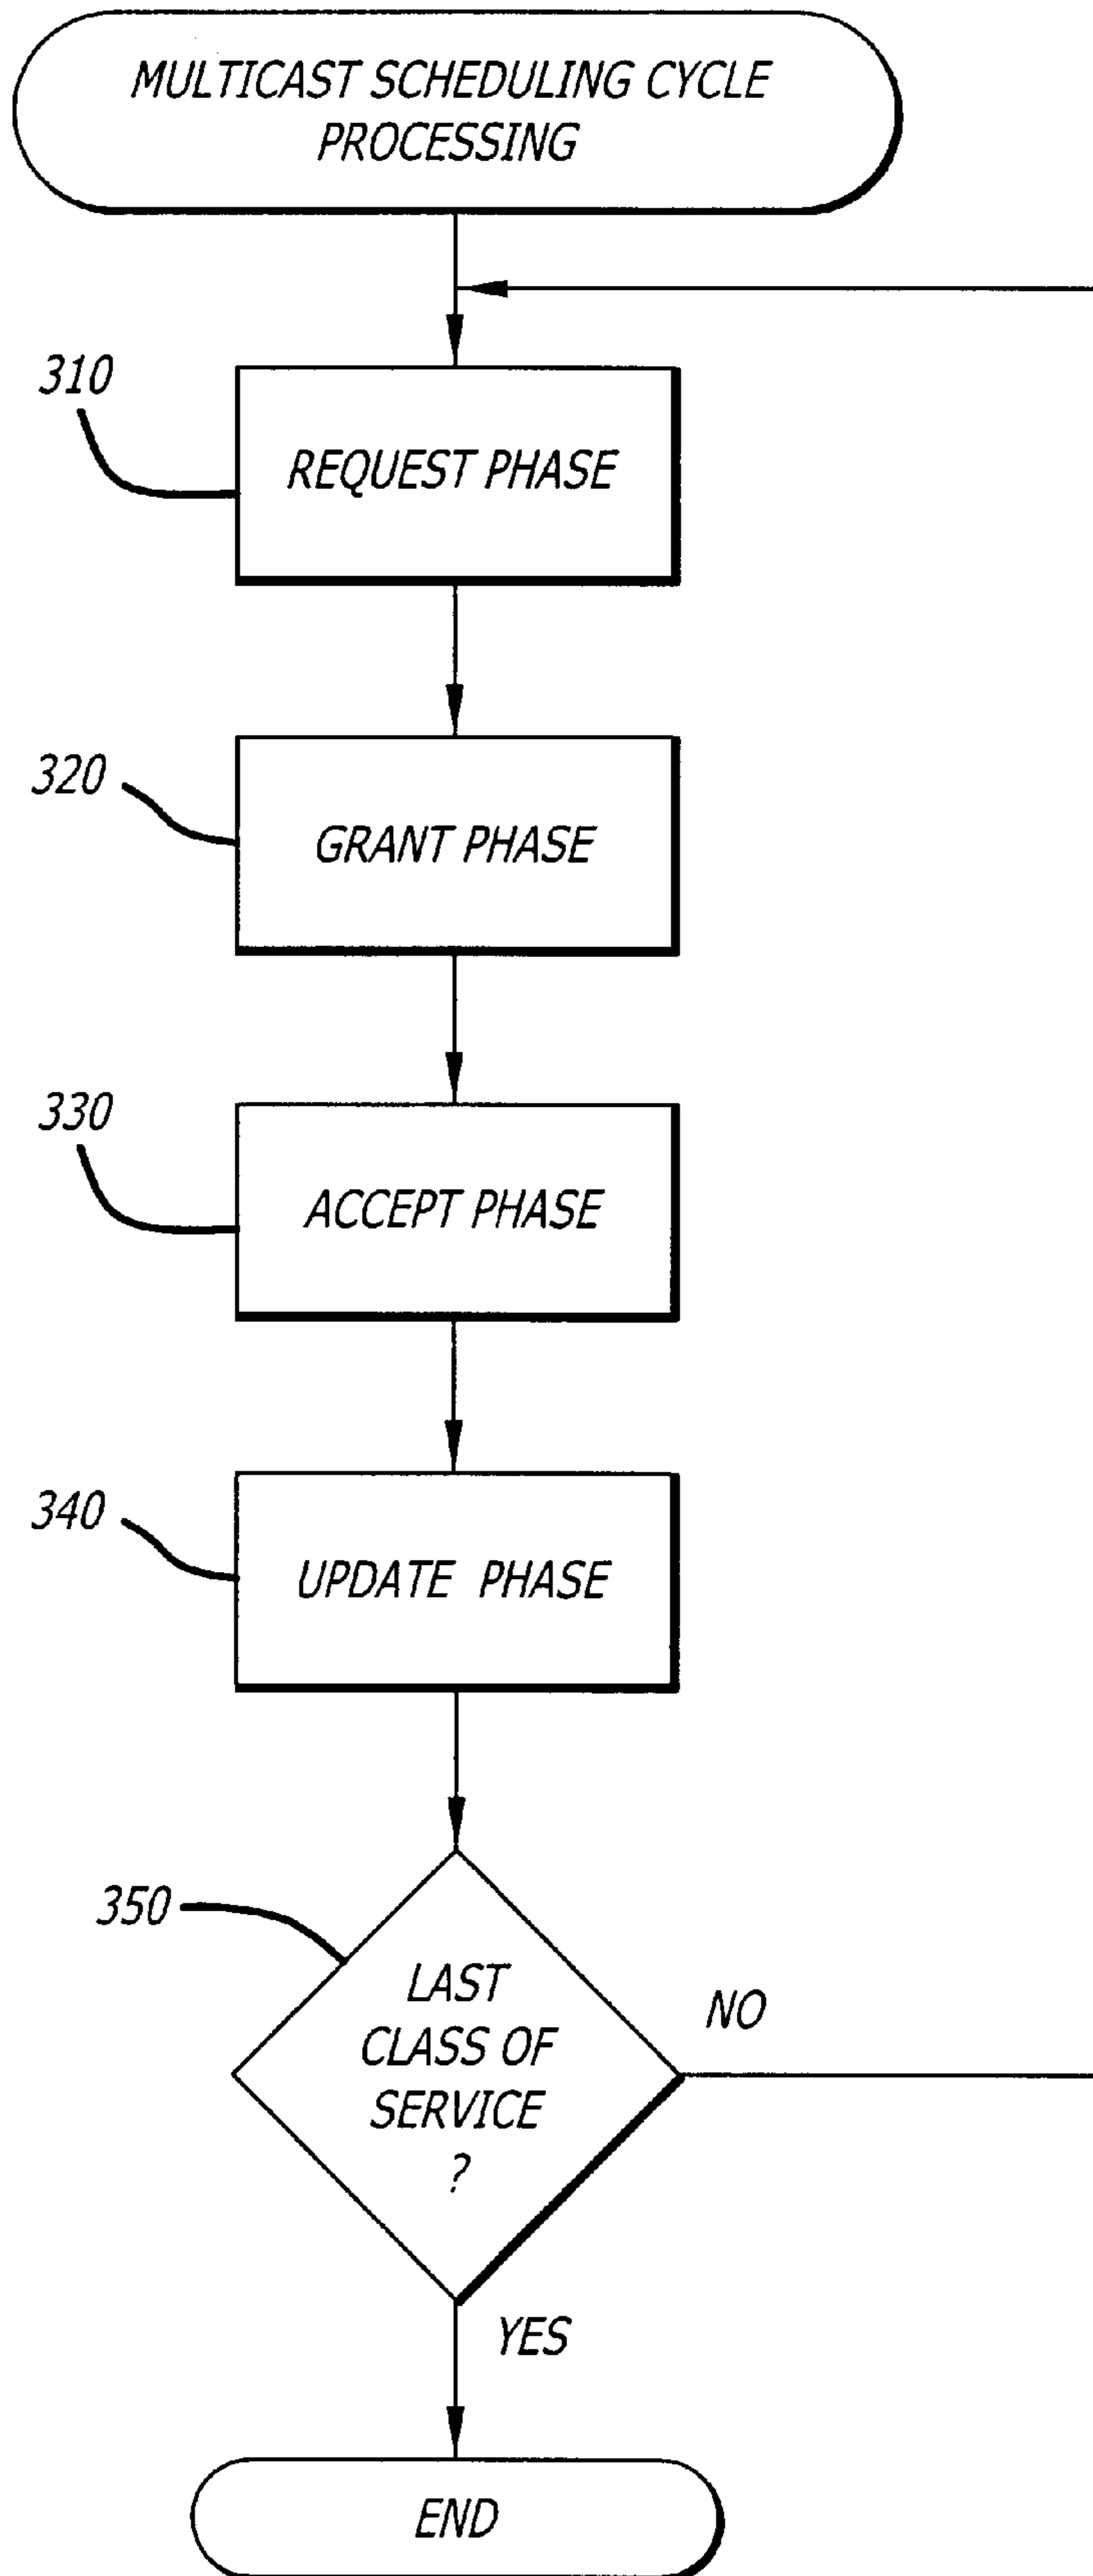 MULTICAST SCHEDULING CYCLE
PROCESSING
310
REQUEST PHASE
320
GRANT PHASE
330
ACCEPT PHASE
340
UPDATE PHASE
350
LAST
CLASS OF
SERVICE
?
NO
YES
END